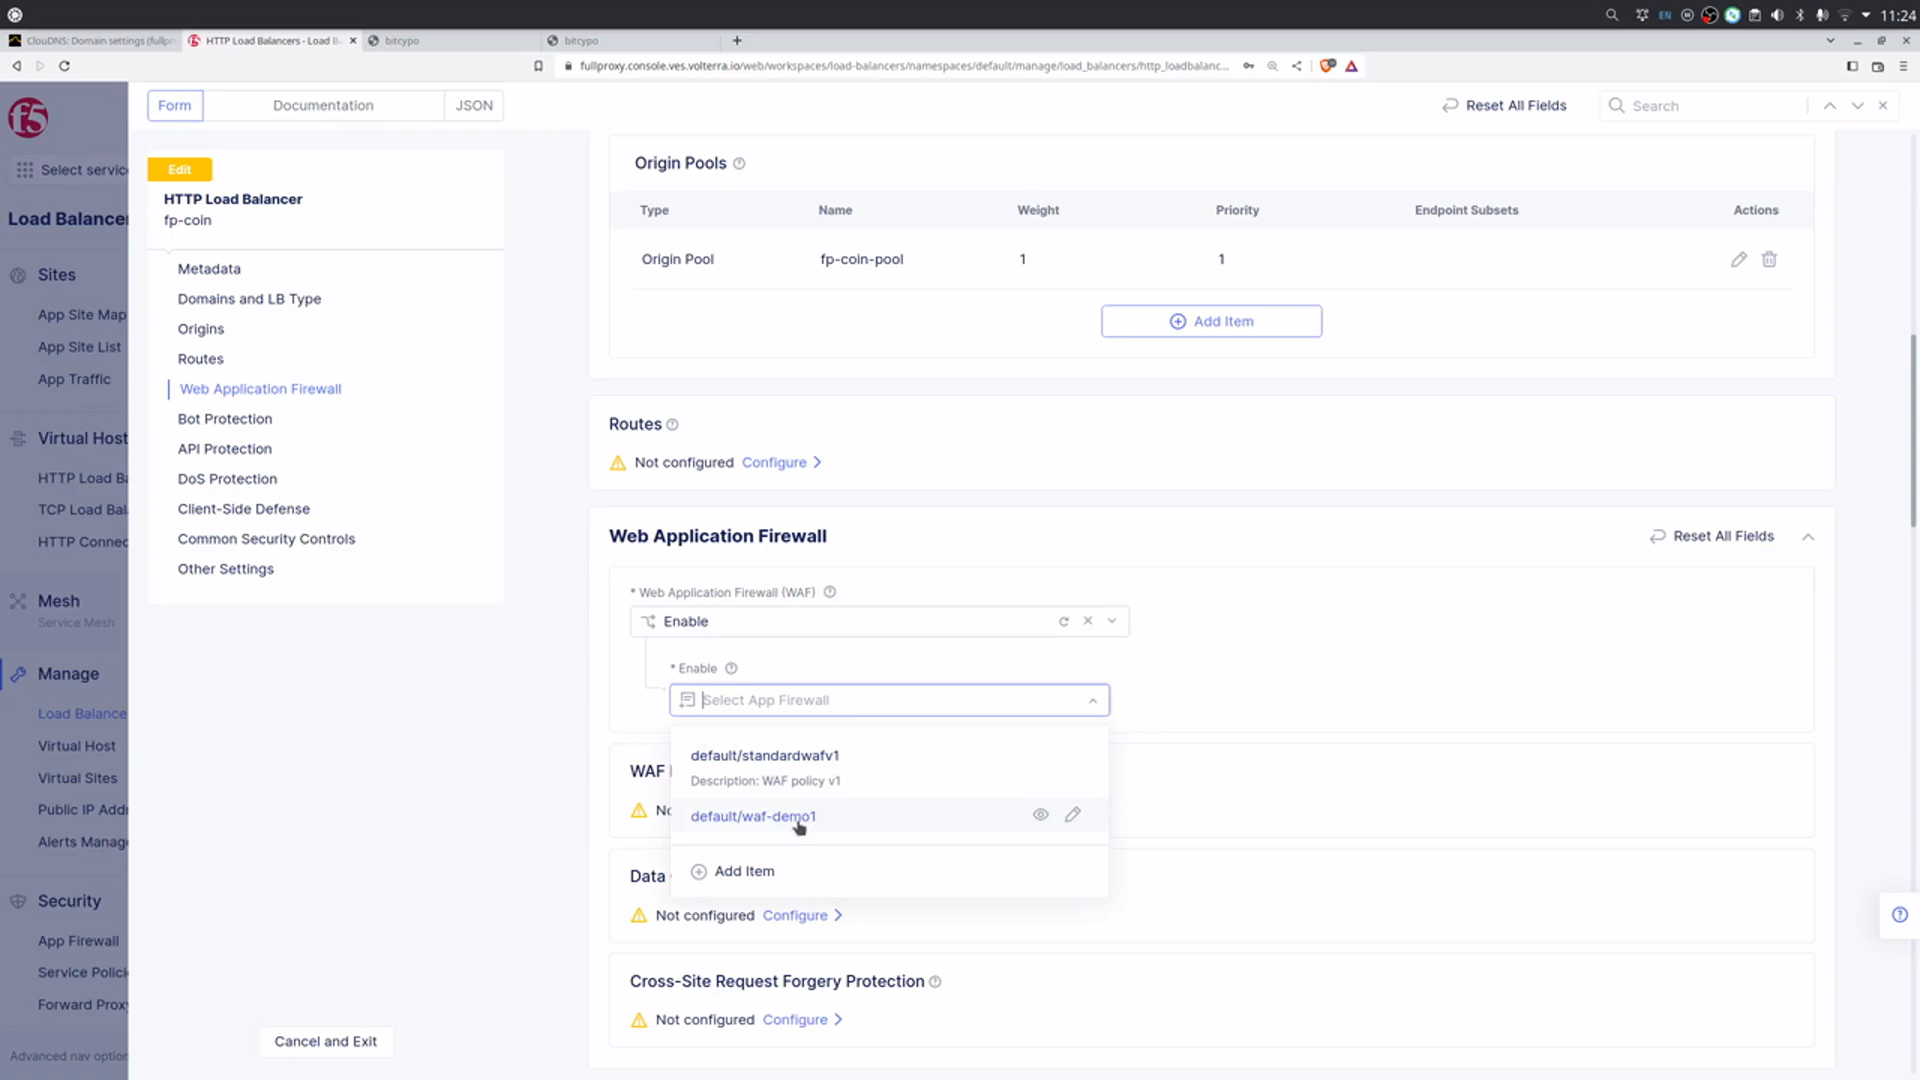 EN
11:24
ClouDNS: Domain settings (fullpr
HTTP Load Balancers - Load B
bitcypo
bitcypo
fullproxy.console.ves.volterra.io/web/workspaces/load-balancers/namespaces/default/manage/load_balancers/http_loadbalanc...
f5
Select servic
Load Balancer
Sites
App Site Map
App Site List
App Traffic
Virtual Host
HTTP Load Ba
TCP Load Bal
HTTP Connec
Mesh
Service Mesh
Manage
Load Balance
Virtual Host
Virtual Sites
Public IP Addr
Alerts Manag
Security
App Firewall
Service Polici
Forward Proxy
Advanced nav option
Form
Documentation
JSON
Reset All Fields
Search
Edit
HTTP Load Balancer
fp-coin
Metadata
Domains and LB Type
Origins
Routes
Web Application Firewall
Bot Protection
API Protection
DoS Protection
Client-Side Defense
Common Security Controls
Other Settings
Cancel and Exit
Origin Pools
Type Name Weight Priority Endpoint Subsets Actions
Origin Pool fp-coin-pool 1 1
Add Item
Routes
Not configured Configure
Web Application Firewall
Reset All Fields
* Web Application Firewall (WAF)
Enable
* Enable
Select App Firewall
default/standardwafv1
Description: WAF policy v1
default/waf-demo1
Add Item
WAF
No
Data
Not configured Configure
Cross-Site Request Forgery Protection
Not configured Configure